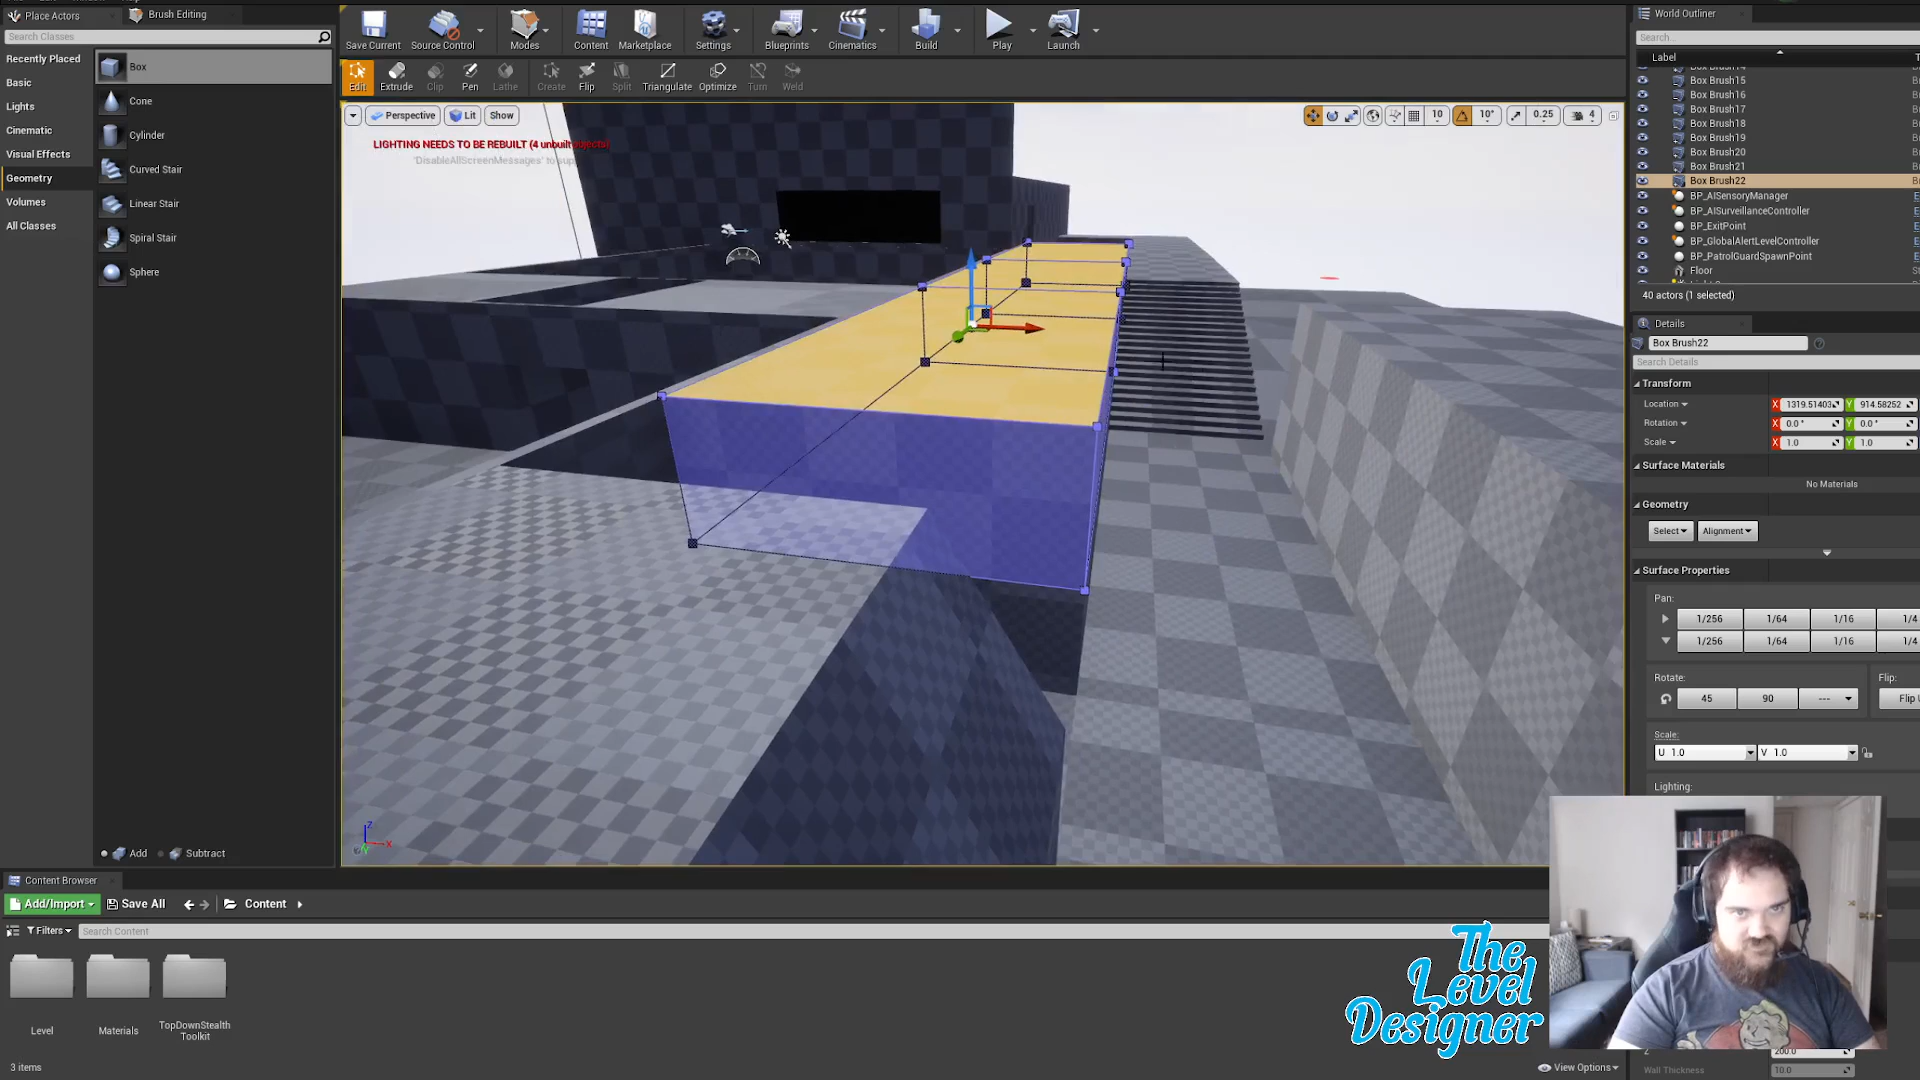 Place Actors
Brush Editing
Search Classes
Recently Placed
Basic
Lights
Cinematic
Visual Effects
Geometry
Volumes
All Classes
Box
Cone
Cylinder
Curved Stair
Linear Stair
Spiral Stair
Sphere
Add
Subtract
Save Current
Source Control
Modes
Content
Marketplace
Settings
Blueprints
Cinematics
Build
Play
Launch
Edit
Extrude
Clip
Pen
Lathe
Create
Flip
Split
Triangulate
Optimize
Turn
Weld
Perspective
Lit
Show
10
10°
0.25
4
LIGHTING NEEDS TO BE REBUILT (4 unbuilt objects)
'DisableAllScreenMessages' to
Z
X
World Outliner
Search...
Label
Box Brush14
Box Brush15
Box Brush16
Box Brush17
Box Brush18
Box Brush19
Box Brush20
Box Brush21
Box Brush22
BP_AISensoryManager
BP_AISurveillanceController
BP_ExitPoint
BP_GlobalAlertLevelController
BP_PatrolGuardSpawnPoint
Floor
40 actors (1 selected)
Details
Box Brush22
Search Details
Transform
Location
X 1319.51403
Y 914.58252
Rotation
X 0.0°
Y 0.0°
Scale
X 1.0
Y 1.0
Surface Materials
No Materials
Geometry
Select
Alignment
Surface Properties
Pan:
1/256 1/64 1/16 1/4
1/256 1/64 1/16 1/4
Rotate:
Flip:
45 90 ---
Flip U
Scale:
U 1.0
V 1.0
Lighting:
Z
200.0
Wall Thickness
10.0
Content Browser
Add/Import
Save All
Content
Filters
Search Content
Level
Materials
TopDownStealth
Toolkit
3 items
View Options
The
Level
Designer